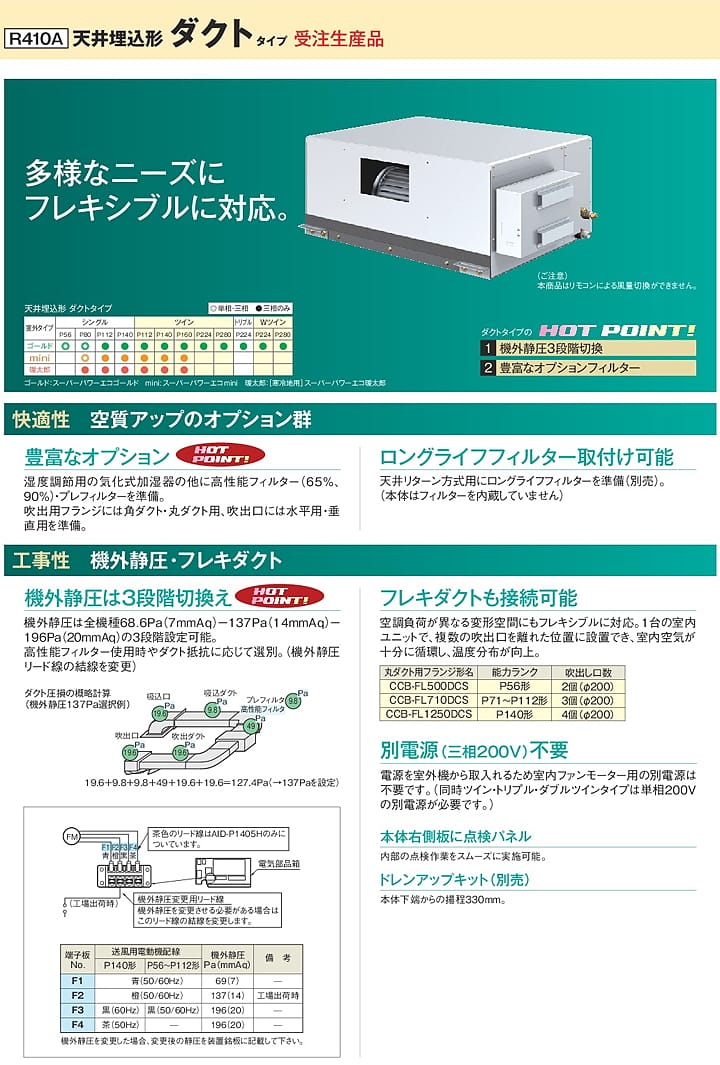 R410A 天井埋込形 ダクトタイプ 受注生産品
多様なニーズに
フレキシブルに対応。
(ご注意)
本商品はリモコンによる風量切換ができません。
天井埋込形 ダクトタイプ ○単相・三相 ●三相のみ
室外タイプ シングル ツイン トリプル Wツイン
P56 P80 P112 P140 P112 P140 P160 P224 P280 P224 P224 P280
ゴールド
mini
暖太郎
ゴールド:スーパーパワーエコゴールド mini:スーパーパワーエコmini 暖太郎:[寒冷地用]スーパーパワーエコ暖太郎
ダクトタイプの HOT POINT!
1 機外静圧3段階切換
2 豊富なオプションフィルター
快適性 空質アップのオプション群
豊富なオプション HOT POINT!
湿度調節用の気化式加湿器の他に高性能フィルター(65%、
90%)・プレフィルターを準備。
吹出用フランジには角ダクト・丸ダクト用、吹出口には水平用・垂
直用を準備。
ロングライフフィルター取付け可能
天井リターン方式用にロングライフフィルターを準備(別売)。
(本体はフィルターを内蔵していません)
工事性 機外静圧・フレキダクト
機外静圧は3段階切換え HOT POINT!
機外静圧は全機種68.6Pa(7mmAq)ー137Pa(14mmAq)ー
196Pa(20mmAq)の3段階設定可能。
高性能フィルター使用時やダクト抵抗に応じて選別。(機外静圧
リード線の結線を変更)
ダクト圧損の概略計算
(機外静圧137Pa選択例)
吸込口
19.6 Pa
吸込ダクト
9.8 Pa
プレフィルタ 9.8 Pa
高性能フィルタ
49 Pa
吹出口
19.6 Pa
吹出ダクト
19.6 Pa
19.6+9.8+9.8+49+19.6+19.6=127.4Pa(→137Paを設定)
FM
F1 F2 F3 F4
青 橙 黒 茶
茶色のリード線はAID-P1405Hのみに
ついています。
電気部品箱
(工場出荷時)
機外静圧変更用リード線
機外静圧を変更させる必要がある場合は
このリード線の結線を変更します。
端子板No. 送風用電動機配線 機外静圧Pa(mmAq) 備考
P140形 P56〜P112形
F1 青(50/60Hz) 69(7) —
F2 橙(50/60Hz) 137(14) 工場出荷時
F3 黒(60Hz) 黒(50/60Hz) 196(20) —
F4 茶(50Hz) — 196(20) —
機外静圧を変更した場合、変更後の静圧を装置銘板に記載して下さい。
フレキダクトも接続可能
空調負荷が異なる変形空間にもフレキシブルに対応。1台の室内
ユニットで、複数の吹出口を離れた位置に設置でき、室内空気が
十分に循環し、温度分布が向上。
丸ダクト用フランジ形名 能力ランク 吹出し口数
CCB-FL500DCS P56形 2個(φ200)
CCB-FL710DCS P71〜P112形 3個(φ200)
CCB-FL1250DCS P140形 4個(φ200)
別電源(三相200V)不要
電源を室外機から取入れるため室内ファンモーター用の別電源は
不要です。(同時ツイン・トリプル・ダブルツインタイプは単相200V
の別電源が必要です。)
本体右側板に点検パネル
内部の点検作業をスムーズに実施可能。
ドレンアップキット(別売)
本体下端からの揚程330mm。